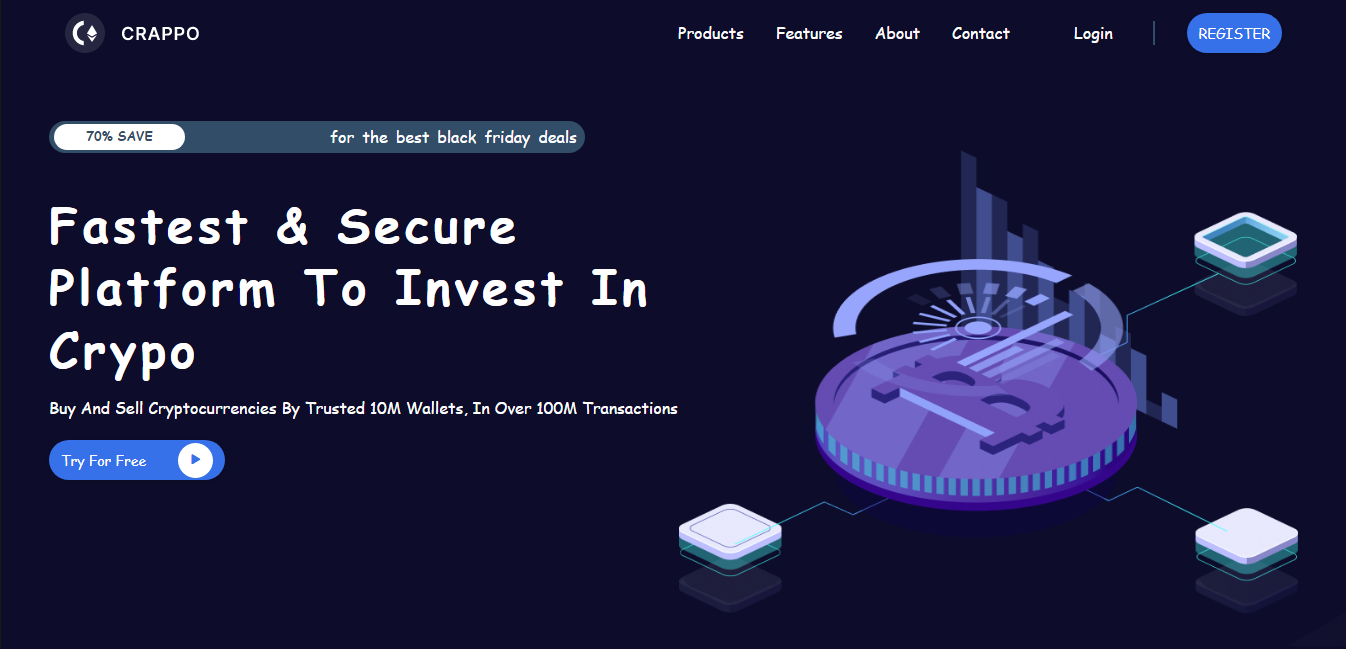 CRAPPO
Products Features About Contact Login REGISTER
70% SAVE for the best black friday deals
Fastest & Secure
Platform To Invest In
Crypo
Buy And Sell Cryptocurrencies By Trusted 10M Wallets, In Over 100M Transactions
Try For Free